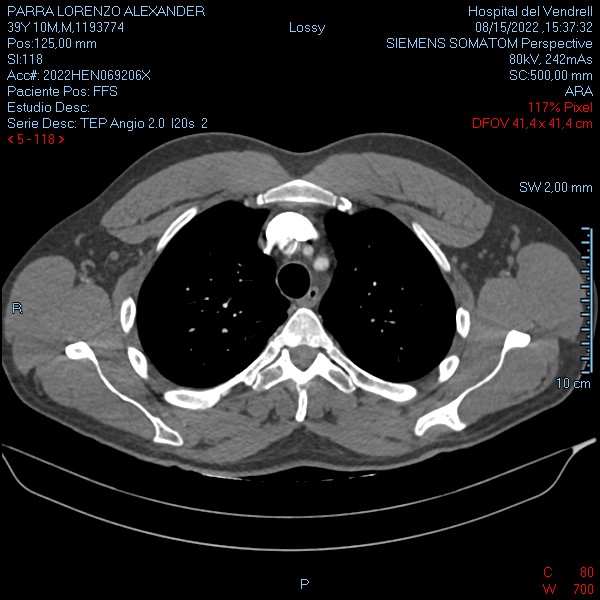 PARRA LORENZO ALEXANDER
39Y 10M,M,1193774
Pos:125,00 mm
SI:118
Acc#: 2022HEN069206X
Paciente Pos: FFS
Estudio Desc:
Serie Desc: TEP Angio 2.0 I20s 2
< 5 - 118 >
Lossy
Hospital del Vendrell
08/15/2022 ,15:37:32
SIEMENS SOMATOM Perspective
80kV, 242mAs
SC:500,00 mm
ARA
117% Pixel
DFOV 41,4 x 41,4 cm
SW 2,00 mm
R
10 cm
P
C 80
W 700